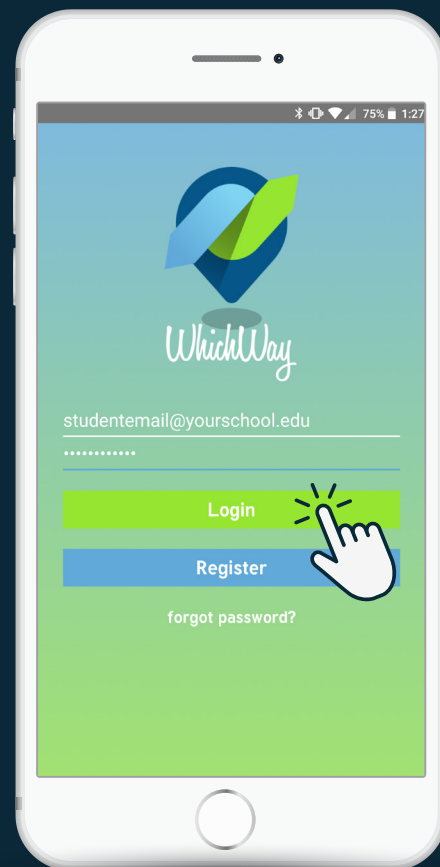 75% 1:27
WhichWay
studentemail@yourschool.edu
••••••••••••
Login
Register
forgot password?